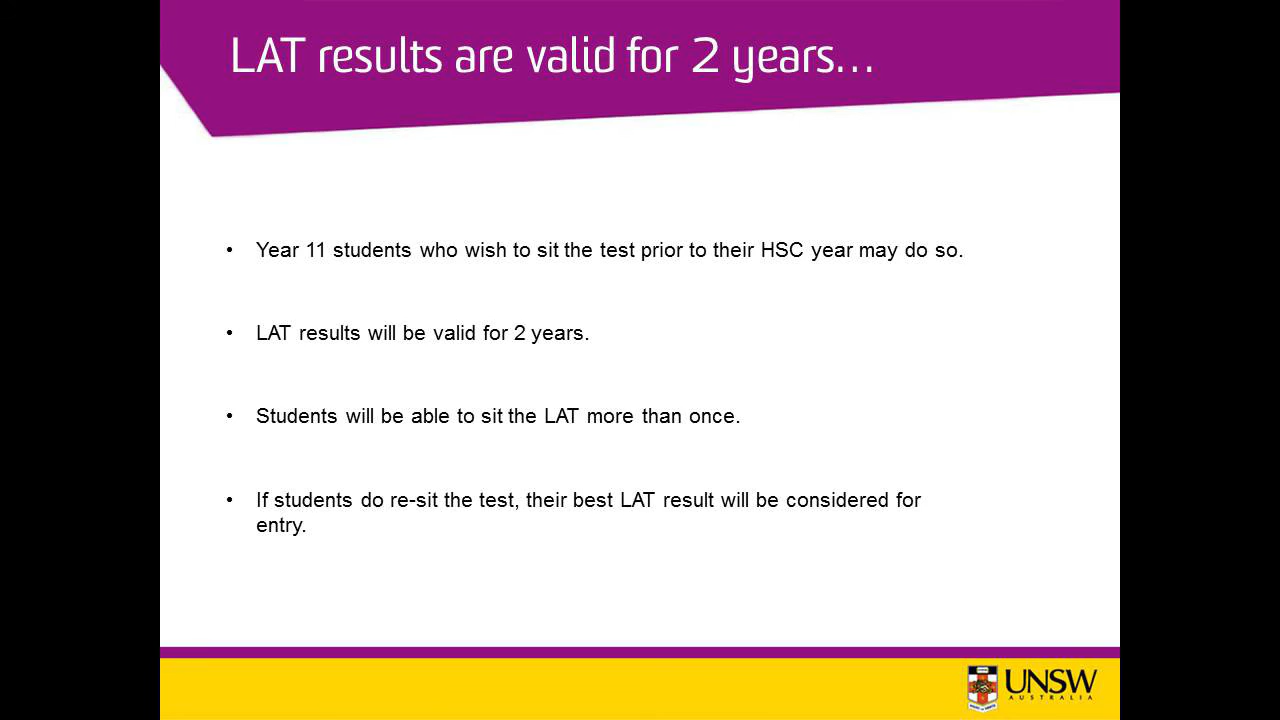 LAT results are valid for 2 years...
• Year 11 students who wish to sit the test prior to their HSC year may do so.
• LAT results will be valid for 2 years.
• Students will be able to sit the LAT more than once.
• If students do re-sit the test, their best LAT result will be considered for
entry.
UNSW
AUSTRALIA